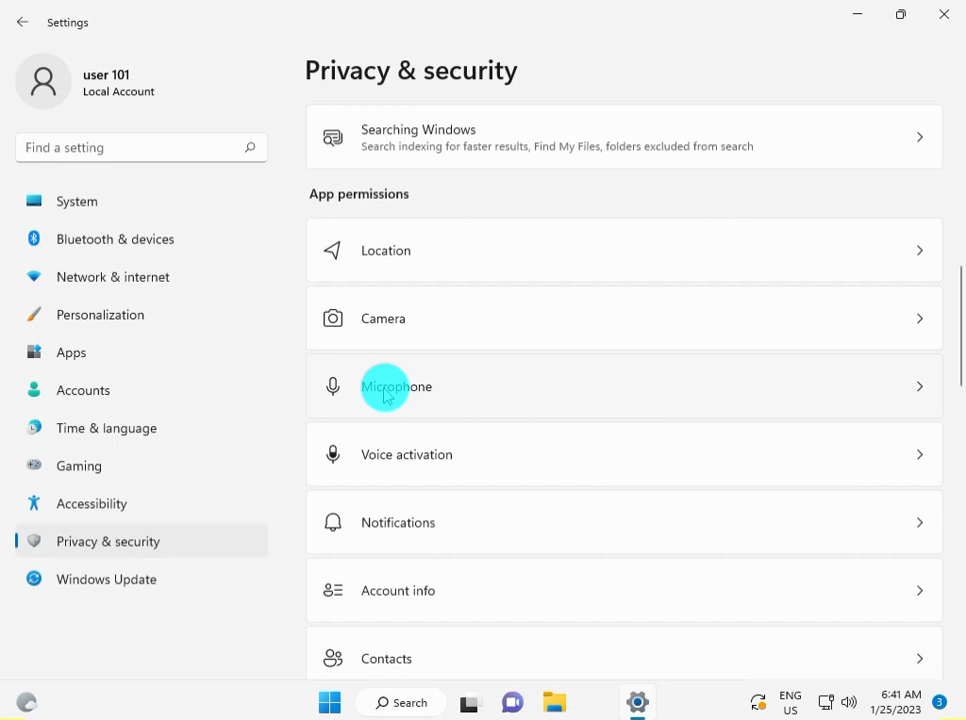 Settings
user 101
Local Account
Find a setting
System
Bluetooth & devices
Network & internet
Personalization
Apps
Accounts
Time & language
Gaming
Accessibility
Privacy & security
Windows Update
Privacy & security
Searching Windows
Search indexing for faster results, Find My Files, folders excluded from search
App permissions
Location
Camera
Microphone
Voice activation
Notifications
Account info
Contacts
Search
ENG
US
6:41 AM
1/25/2023
3